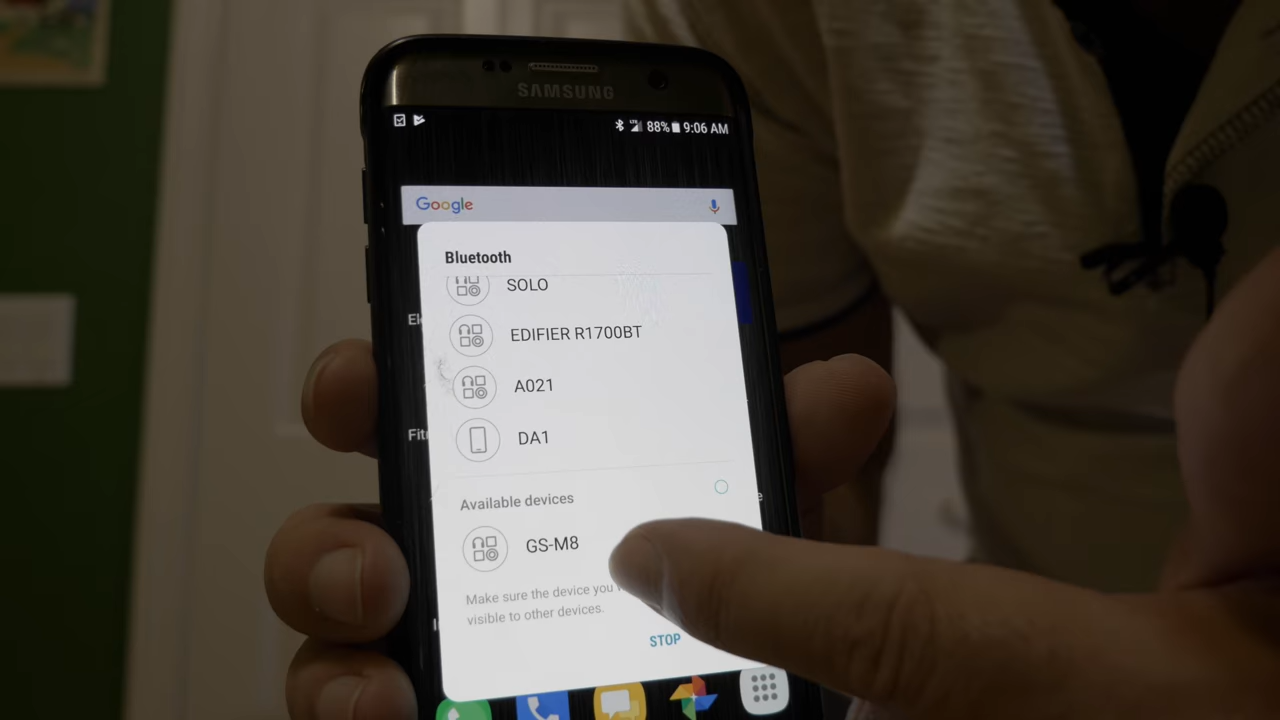 SAMSUNG
LTE 88% 9:06 AM
Google
Bluetooth
SOLO
EDIFIER R1700BT
A021
DA1
Available devices
GS-M8
Make sure the device you
visible to other devices.
STOP